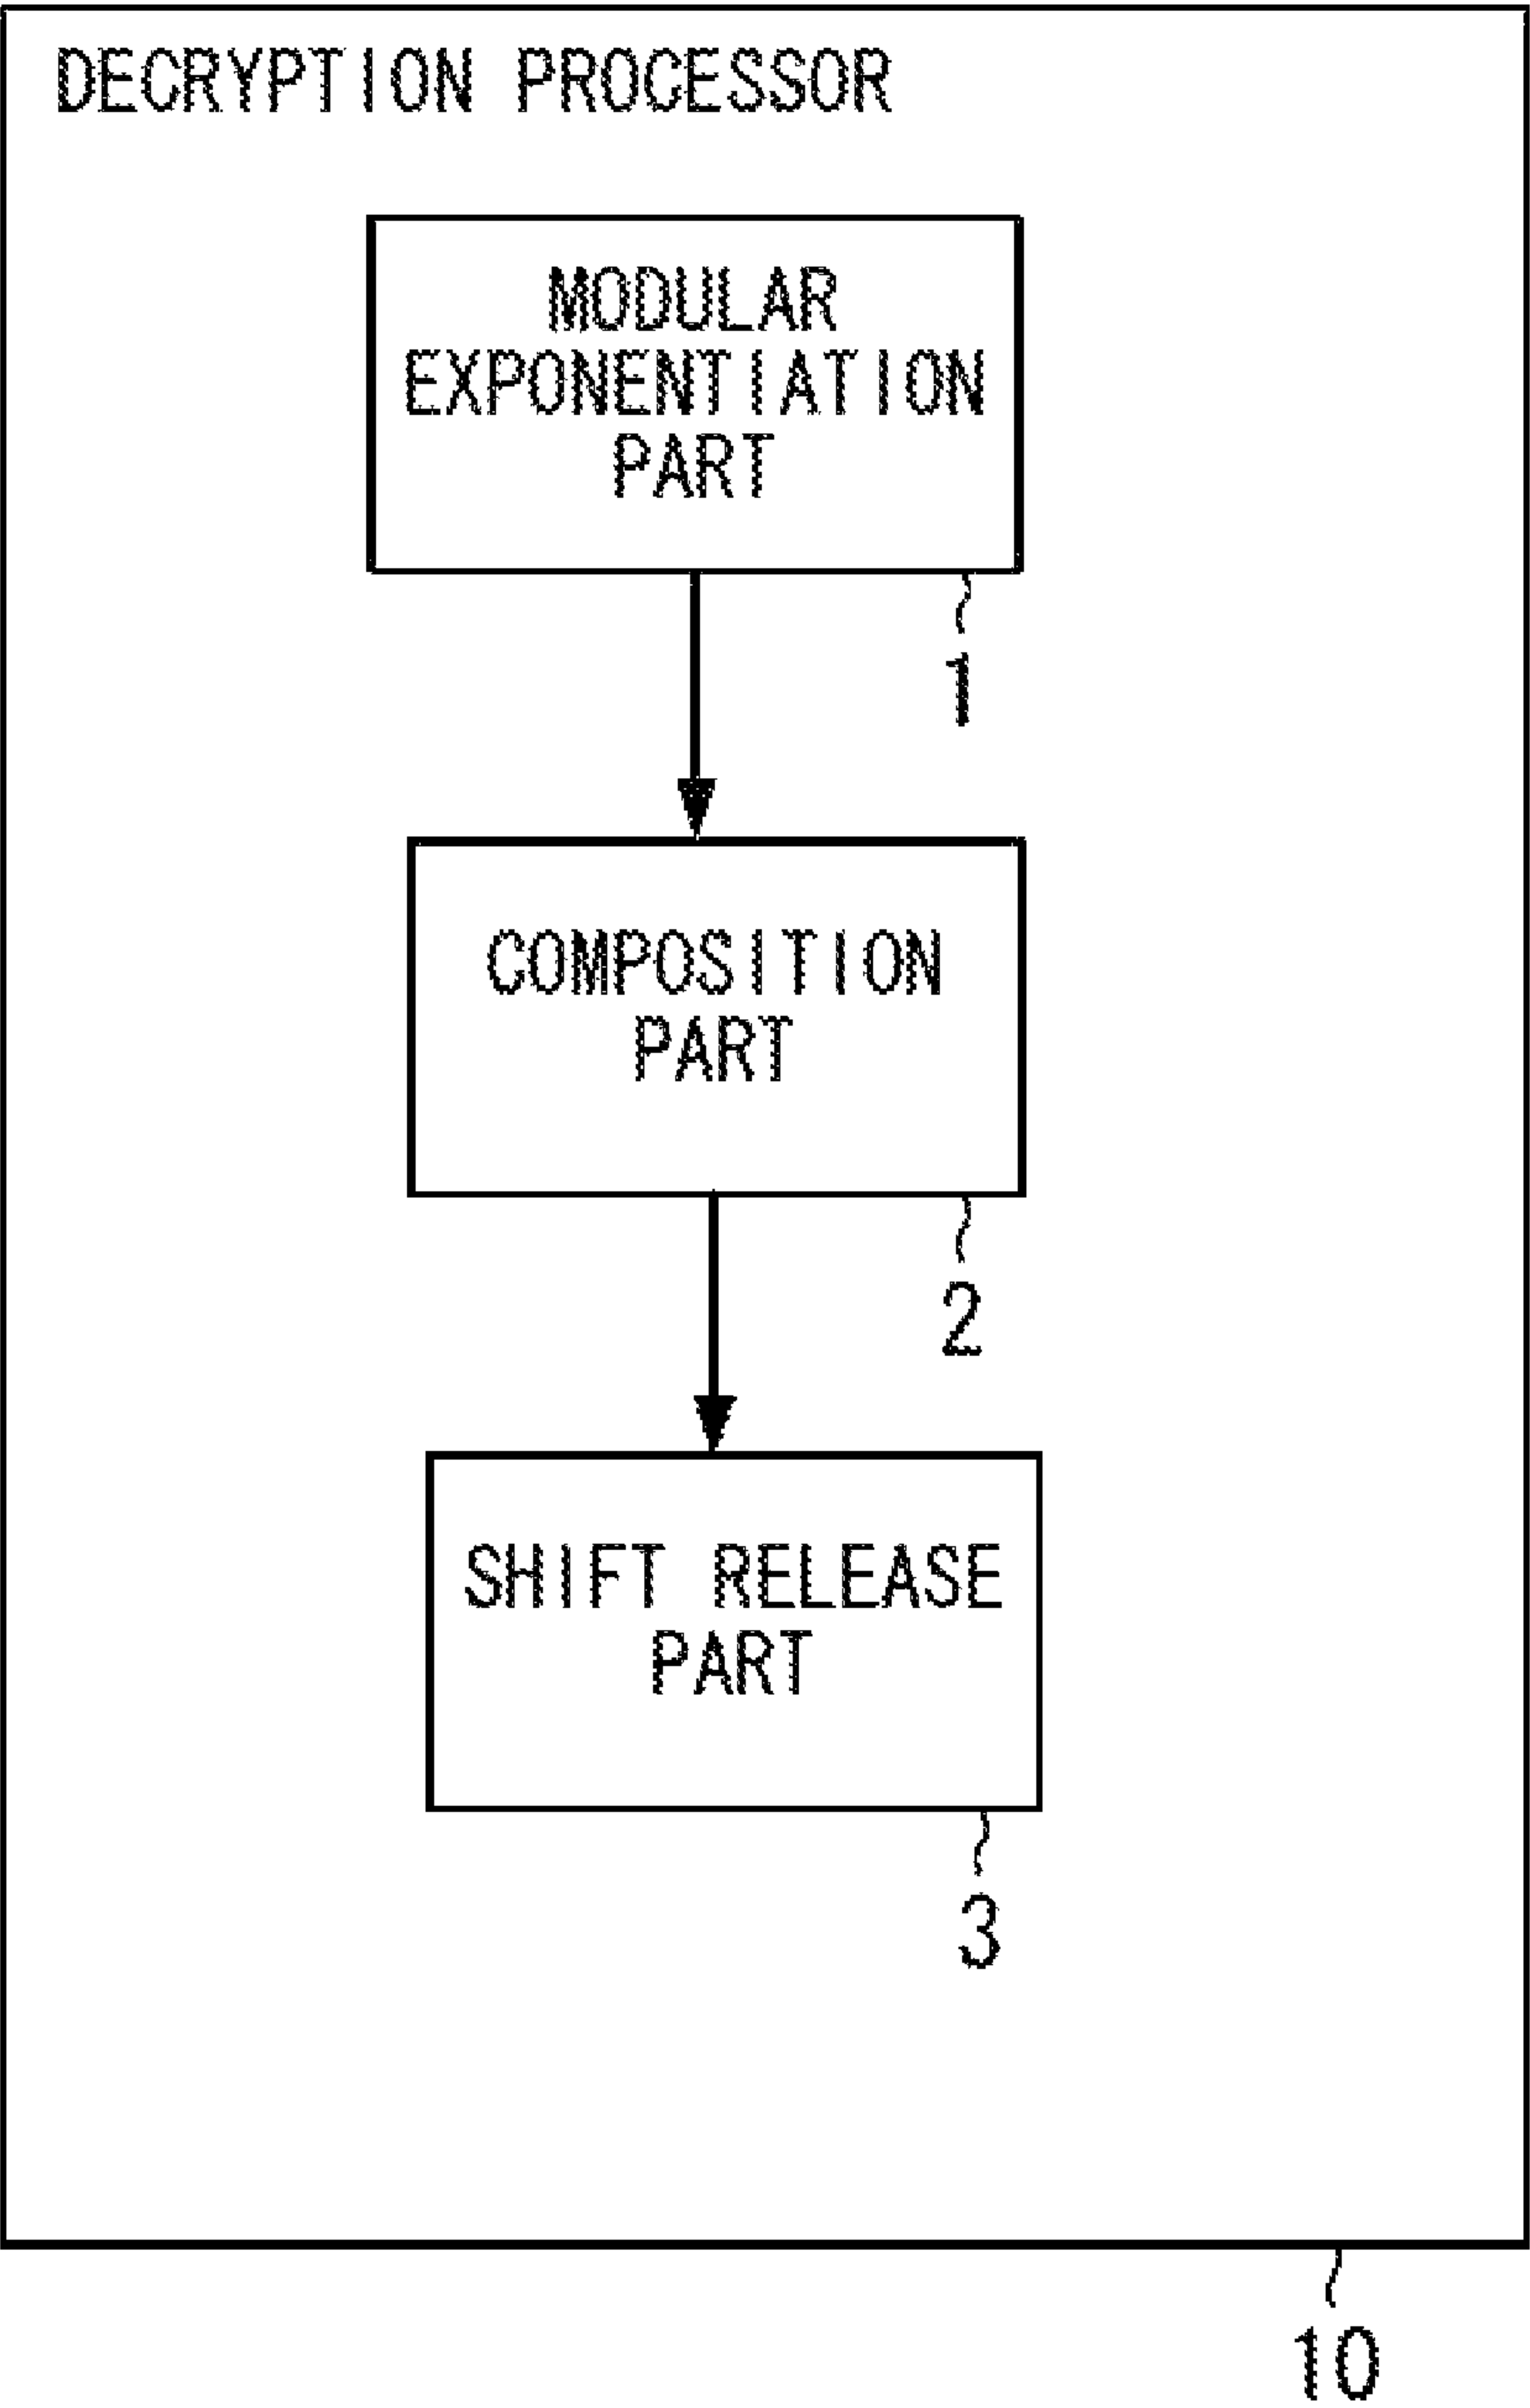 DECRYPTION PROCESSOR
MODULAR
EXPONENTIATION
PART
1
COMPOSITION
PART
2
SHIFT RELEASE
PART
3
10